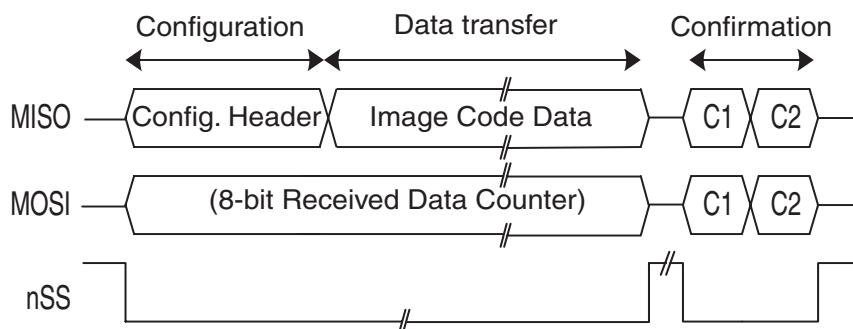 Configuration Data transfer Confirmation
MISO Config. Header Image Code Data C1 C2
MOSI (8-bit Received Data Counter) C1 C2
nSS